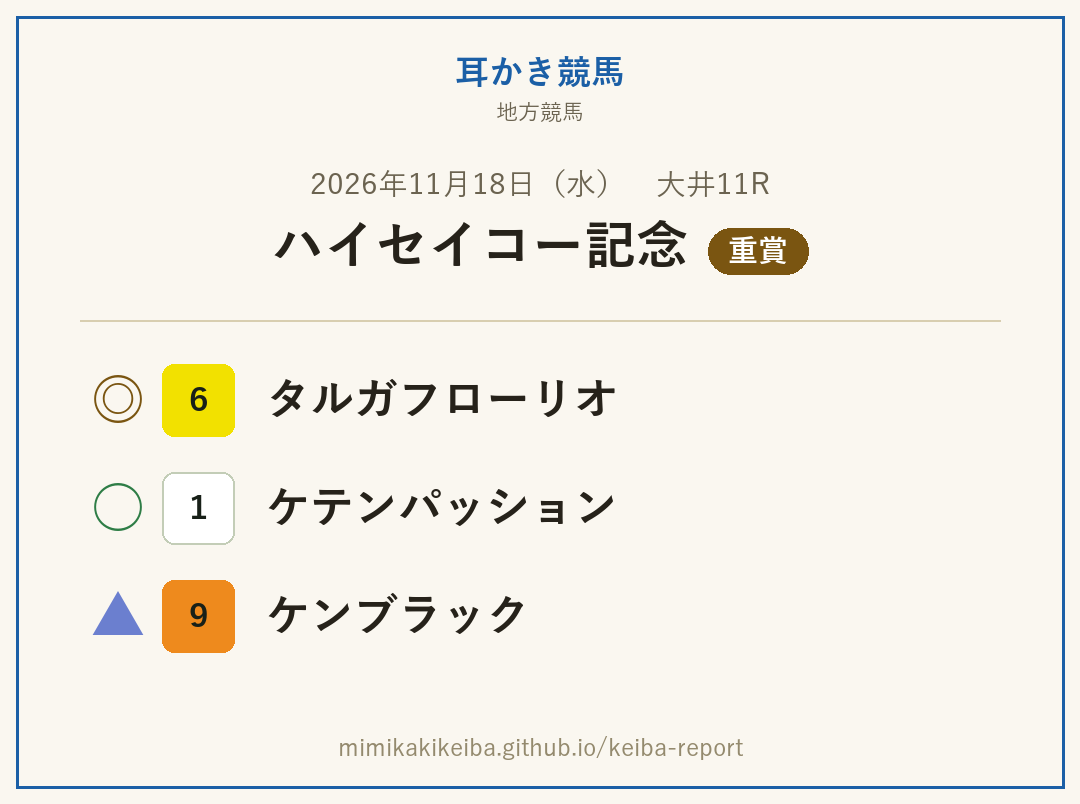 耳かき競馬
地方競馬
2026年11月18日（水） 大井11R
ハイセイコー記念 重賞
◎ 6 タルガフローリオ
○ 1 ケテンパッション
▲ 9 ケンブラック
mimikakikeiba.github.io/keiba-report